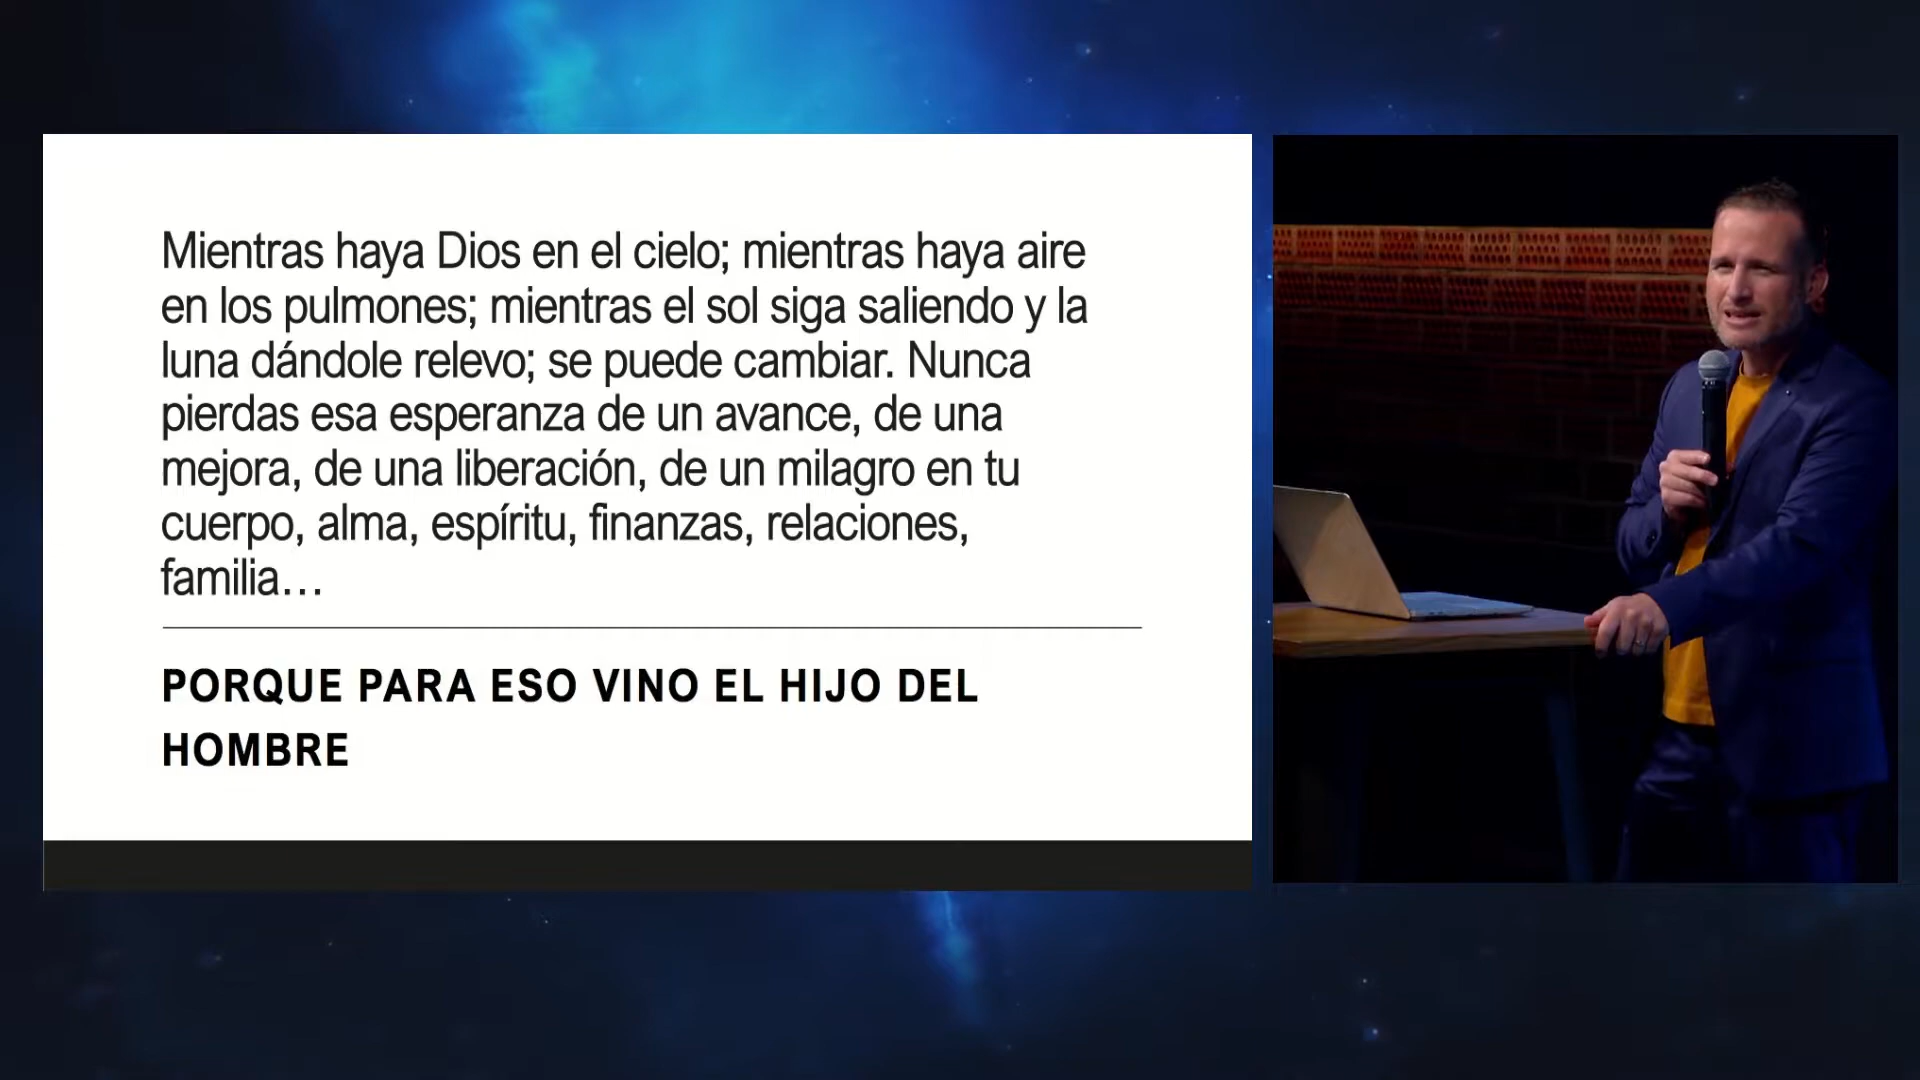 Mientras haya Dios en el cielo; mientras haya aire
en los pulmones; mientras el sol siga saliendo y la
luna dándole relevo; se puede cambiar. Nunca
pierdas esa esperanza de un avance, de una
mejora, de una liberación, de un milagro en tu
cuerpo, alma, espíritu, finanzas, relaciones,
familia…
PORQUE PARA ESO VINO EL HIJO DEL
HOMBRE